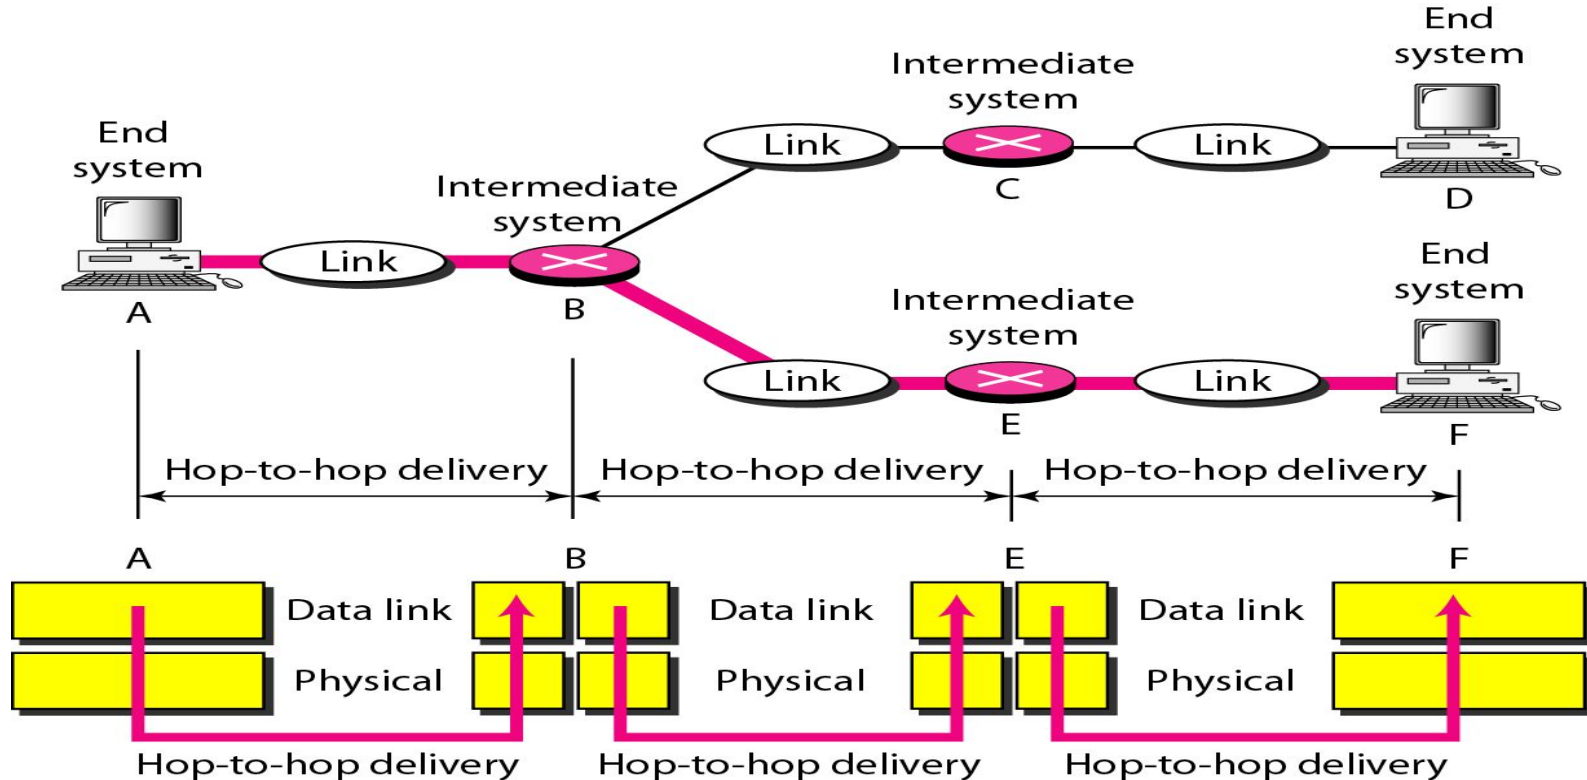 End
system
Intermediate
system
Link
C
Link
D
End
system
A
Link
Intermediate
system
B
Link
Intermediate
system
E
Link
End
system
F
Hop-to-hop delivery
Hop-to-hop delivery
Hop-to-hop delivery
A
B
E
F
Data link
Data link
Data link
Physical
Physical
Physical
Hop-to-hop delivery
Hop-to-hop delivery
Hop-to-hop delivery